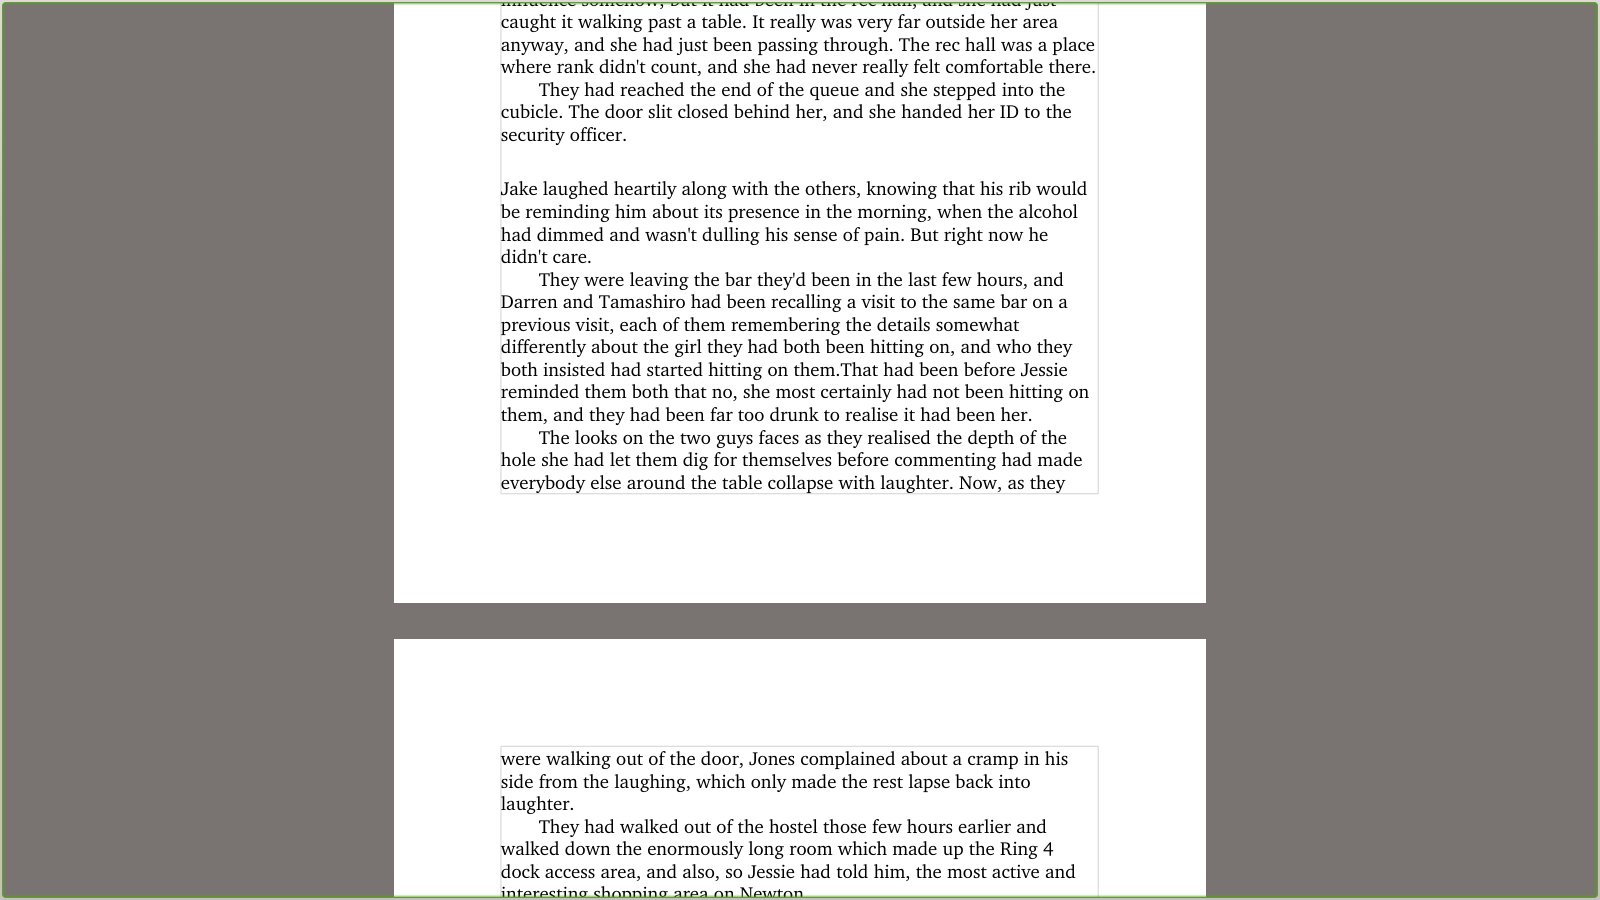 influence somehow, but it had been in the rec hall, and she had just
caught it walking past a table. It really was very far outside her area
anyway, and she had just been passing through. The rec hall was a place
where rank didn't count, and she had never really felt comfortable there.
They had reached the end of the queue and she stepped into the
cubicle. The door slit closed behind her, and she handed her ID to the
security officer.
Jake laughed heartily along with the others, knowing that his rib would
be reminding him about its presence in the morning, when the alcohol
had dimmed and wasn't dulling his sense of pain. But right now he
didn't care.
They were leaving the bar they'd been in the last few hours, and
Darren and Tamashiro had been recalling a visit to the same bar on a
previous visit, each of them remembering the details somewhat
differently about the girl they had both been hitting on, and who they
both insisted had started hitting on them.That had been before Jessie
reminded them both that no, she most certainly had not been hitting on
them, and they had been far too drunk to realise it had been her.
The looks on the two guys faces as they realised the depth of the
hole she had let them dig for themselves before commenting had made
everybody else around the table collapse with laughter. Now, as they
were walking out of the door, Jones complained about a cramp in his
side from the laughing, which only made the rest lapse back into
laughter.
They had walked out of the hostel those few hours earlier and
walked down the enormously long room which made up the Ring 4
dock access area, and also, so Jessie had told him, the most active and
interesting shopping area on Newton.